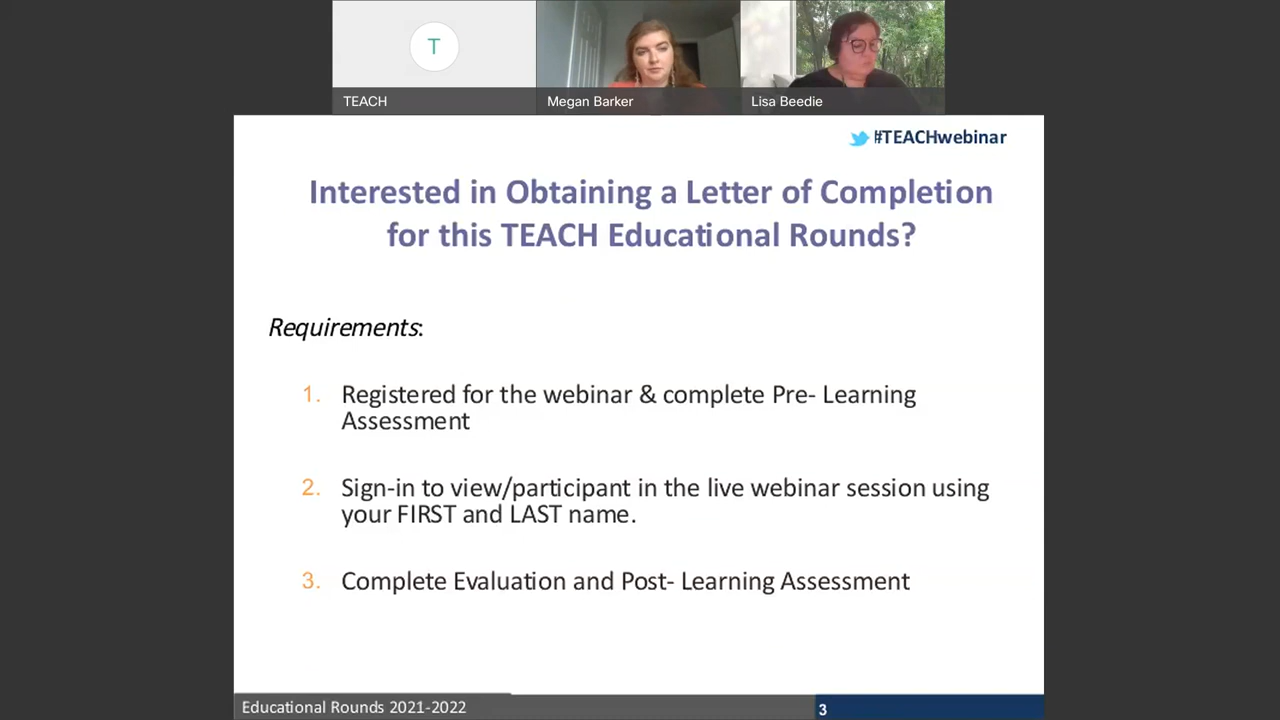 T
TEACH
Megan Barker
Lisa Beedie
#TEACHwebinar
Interested in Obtaining a Letter of Completion
for this TEACH Educational Rounds?
Requirements:
1. Registered for the webinar & complete Pre- Learning
Assessment
2. Sign-in to view/participant in the live webinar session using
your FIRST and LAST name.
3. Complete Evaluation and Post- Learning Assessment
Educational Rounds 2021-2022
3